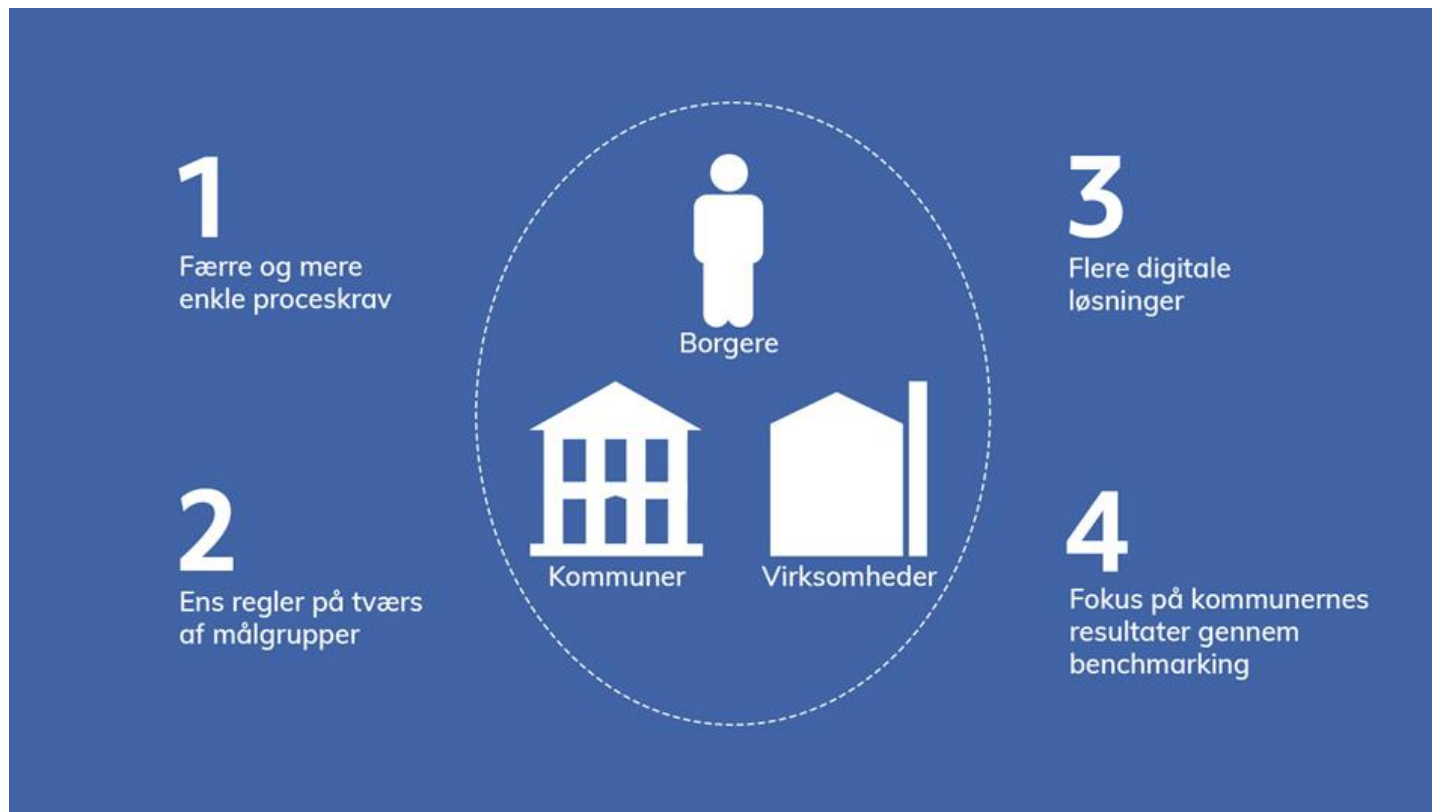 1
Færre og mere
enkle proceskrav
2
Ens regler på tværs
af målgrupper
Borgere
Kommuner
Virksomheder
3
Flere digitale
løsninger
4
Fokus på kommunernes
resultater gennem
benchmarking